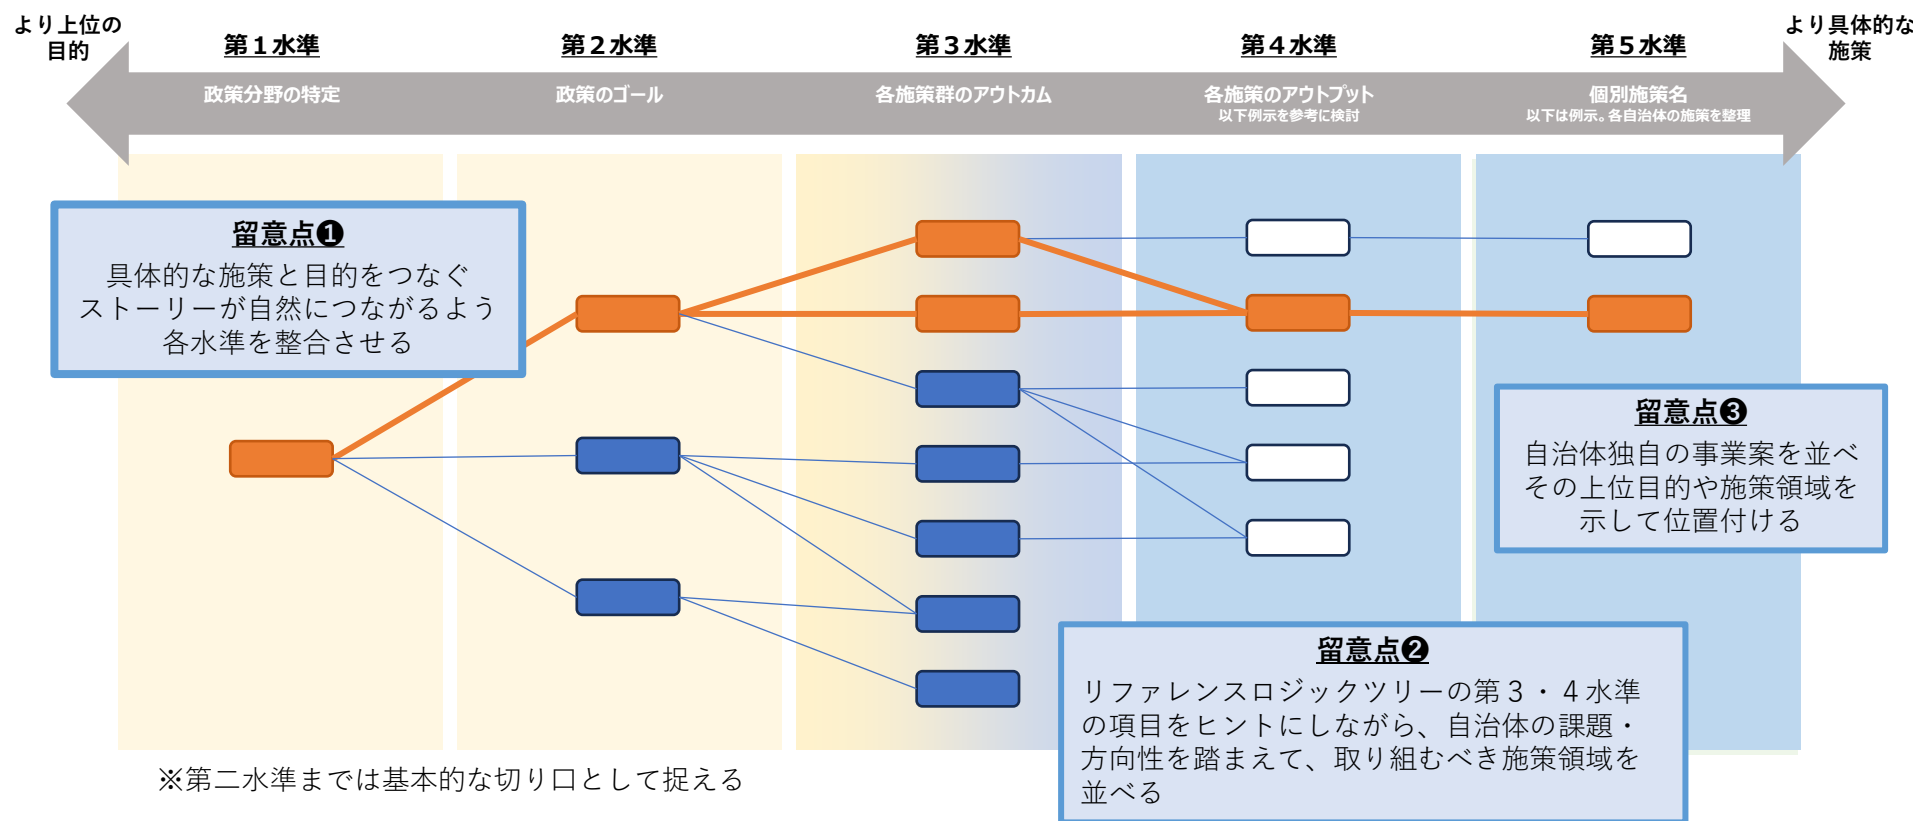 より上位の
目的
第１水準
第２水準
第３水準
第４水準
第５水準
より具体的な
施策
政策分野の特定
政策のゴール
各施策群のアウトカム
各施策のアウトプット
以下例示を参考に検討
個別施策名
以下は例示。各自治体の施策を整理
留意点❶
具体的な施策と目的をつなぐ
ストーリーが自然につながるよう
各水準を整合させる
留意点❸
自治体独自の事業案を並べ
その上位目的や施策領域を
示して位置付ける
留意点❷
リファレンスロジックツリーの第３・４水準
の項目をヒントにしながら、自治体の課題・
方向性を踏まえて、取り組むべき施策領域を
並べる
※第二水準までは基本的な切り口として捉える